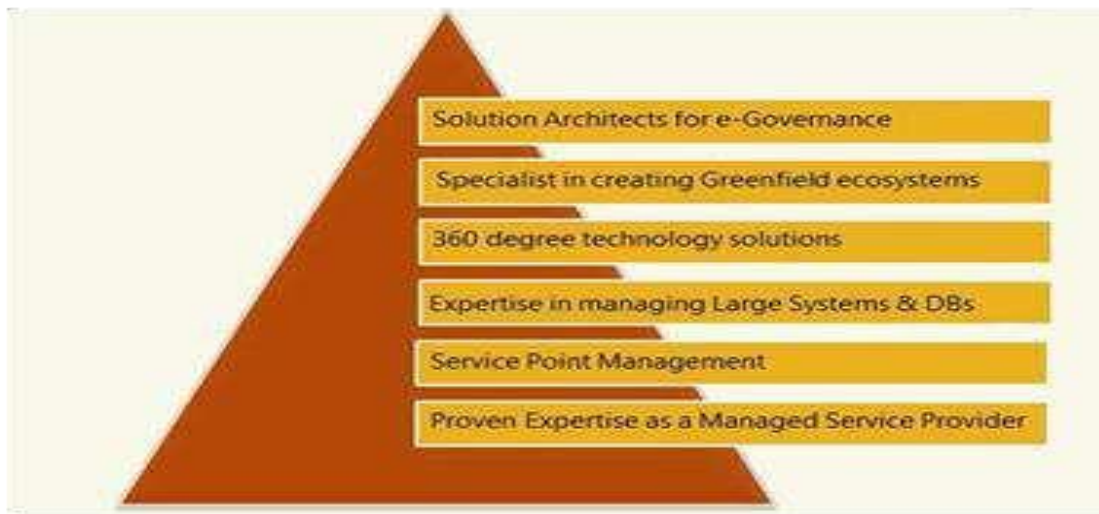 Solution Architects for e-Governance
Specialist in creating Greenfield ecosystems
360 degree technology solutions
Expertise in managing Large Systems & DBs
Service Point Management
Proven Expertise as a Managed Service Provider